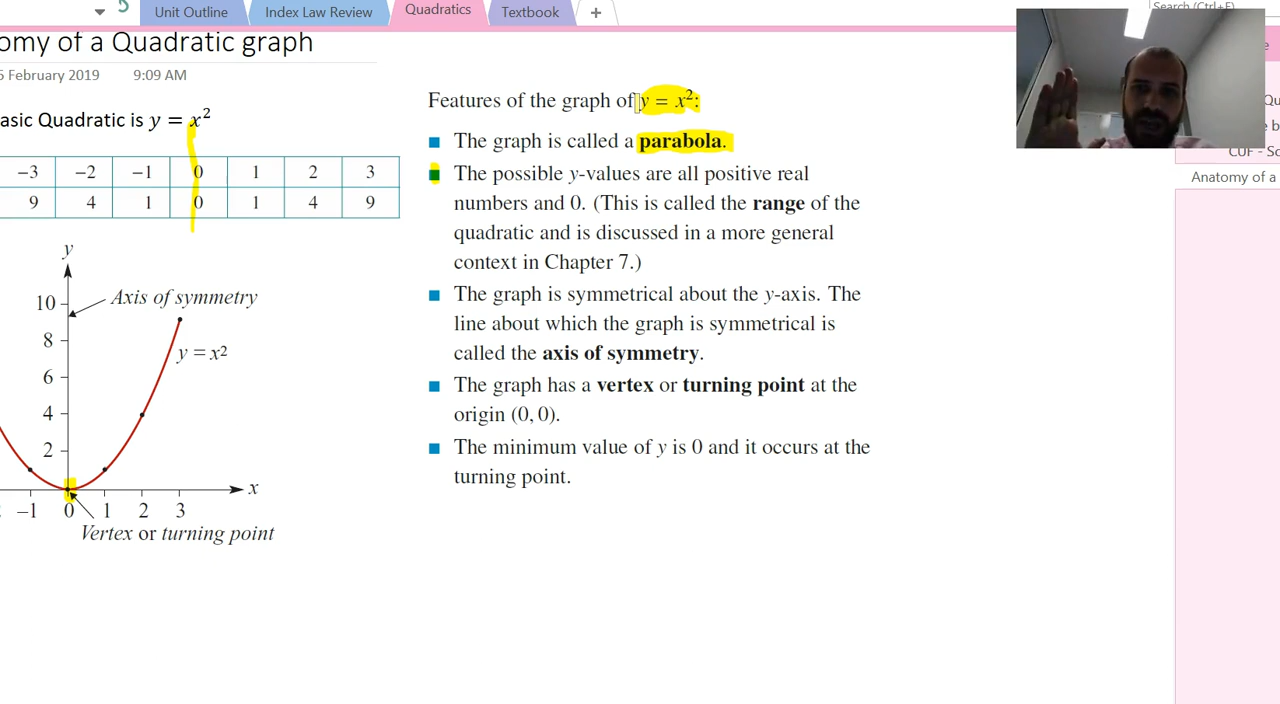 Unit Outline
Index Law Review
Quadratics
Textbook
+
Search (Ctrl+E)
omy of a Quadratic graph
5 February 2019 9:09 AM
asic Quadratic is y = x²
−3 −2 −1 0 1 2 3
9 4 1 0 1 4 9
y
10
8
6
4
2
Axis of symmetry
y = x²
x
−1 0 1 2 3
Vertex or turning point
Features of the graph of y = x²:
■ The graph is called a parabola.
■ The possible y-values are all positive real
numbers and 0. (This is called the range of the
quadratic and is discussed in a more general
context in Chapter 7.)
■ The graph is symmetrical about the y-axis. The
line about which the graph is symmetrical is
called the axis of symmetry.
■ The graph has a vertex or turning point at the
origin (0, 0).
■ The minimum value of y is 0 and it occurs at the
turning point.
Anatomy of a